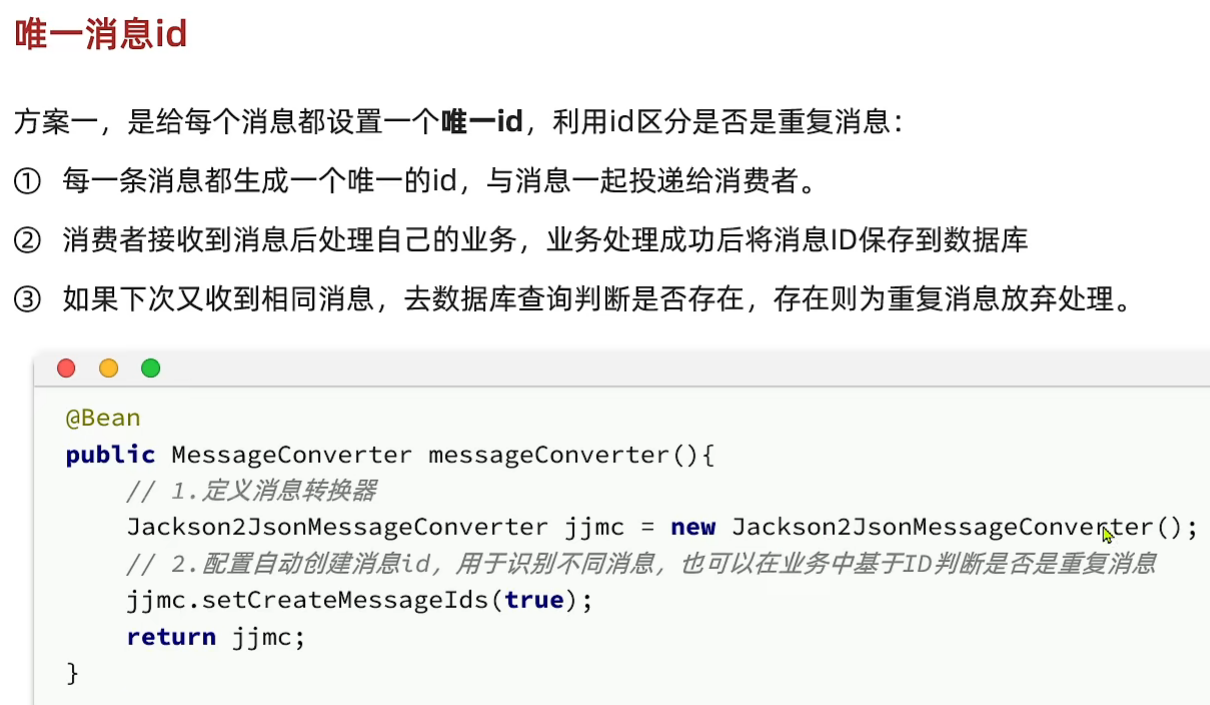 唯一消息id
方案一，是给每个消息都设置一个唯一id，利用id区分是否是重复消息：
① 每一条消息都生成一个唯一的id，与消息一起投递给消费者。
② 消费者接收到消息后处理自己的业务，业务处理成功后将消息ID保存到数据库
③ 如果下次又收到相同消息，去数据库查询判断是否存在，存在则为重复消息放弃处理。
@Bean
public MessageConverter messageConverter(){
    // 1.定义消息转换器
    Jackson2JsonMessageConverter jjmc = new Jackson2JsonMessageConverter();
    // 2.配置自动创建消息id，用于识别不同消息，也可以在业务中基于ID判断是否是重复消息
    jjmc.setCreateMessageIds(true);
    return jjmc;
}